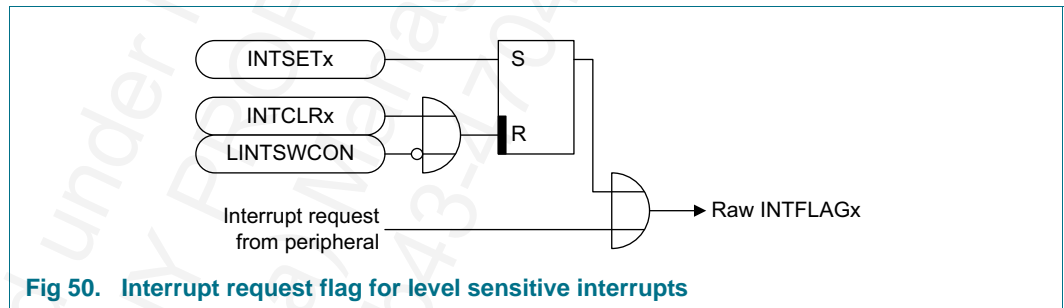 INTSETx
S
INTCLRx
R
LINTSWCON
Interrupt request
from peripheral
Raw INTFLAGx
Fig 50. Interrupt request flag for level sensitive interrupts